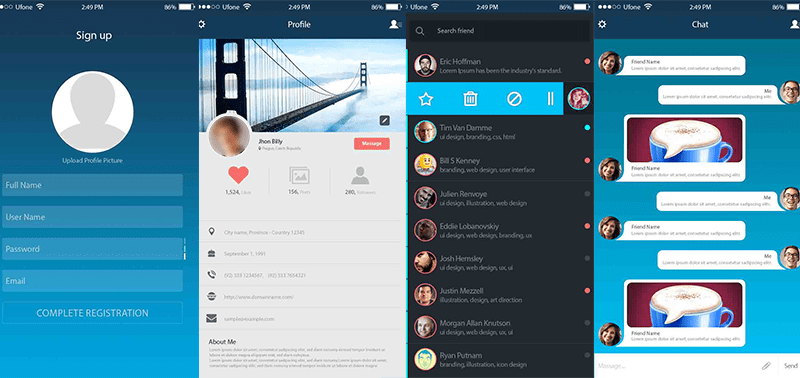 Ufone
2:49 PM
86%
Sign up
Upload Profile Picture
Full Name
User Name
Password
Email
COMPLETE REGISTRATION
Ufone
2:49 PM
86%
Profile
Jhon Billy
Prague, Czech Republic
Message
1,524, Likes
156, Posts
280, followers
City name, Province - Country 12345
September 1, 1991
http://www.domainname.com/
sample@example.com
About Me
Ufone
2:49 PM
86%
Search friend
Eric Hoffman
Lorem Ipsum has been the industry's standard.
Tim Van Damme
ui design, branding, css, html
Bill S Kenney
branding, web design, user interface
Julien Renvoye
ui design, illustration, web design
Eddie Lobanovskiy
ui design, web design, branding, ux
Josh Hemsley
ui design, web design, ux, ui
Justin Mezzell
illustration, design, art direction
Morgan Allan Knutson
ui design, web design, ux, ui
Ryan Putnam
branding, illustration, icon design
Ufone
2:49 PM
86%
Chat
Friend Name
Lorem ipsum dolor sit amet, consetetur sadipscing elitr.
Me
Lorem ipsum dolor sit amet, consetetur sadipscing elitr.
Friend Name
Lorem ipsum dolor sit amet, consetetur sadipscing elitr.
Me
Lorem ipsum dolor sit amet, consetetur sadipscing elitr.
Friend Name
Lorem ipsum dolor sit amet, consetetur sadipscing elitr.
Me
Lorem ipsum dolor sit amet, consetetur sadipscing elitr.
Friend Name
Lorem ipsum dolor sit amet, consetetur sadipscing elitr.
Message...
Send